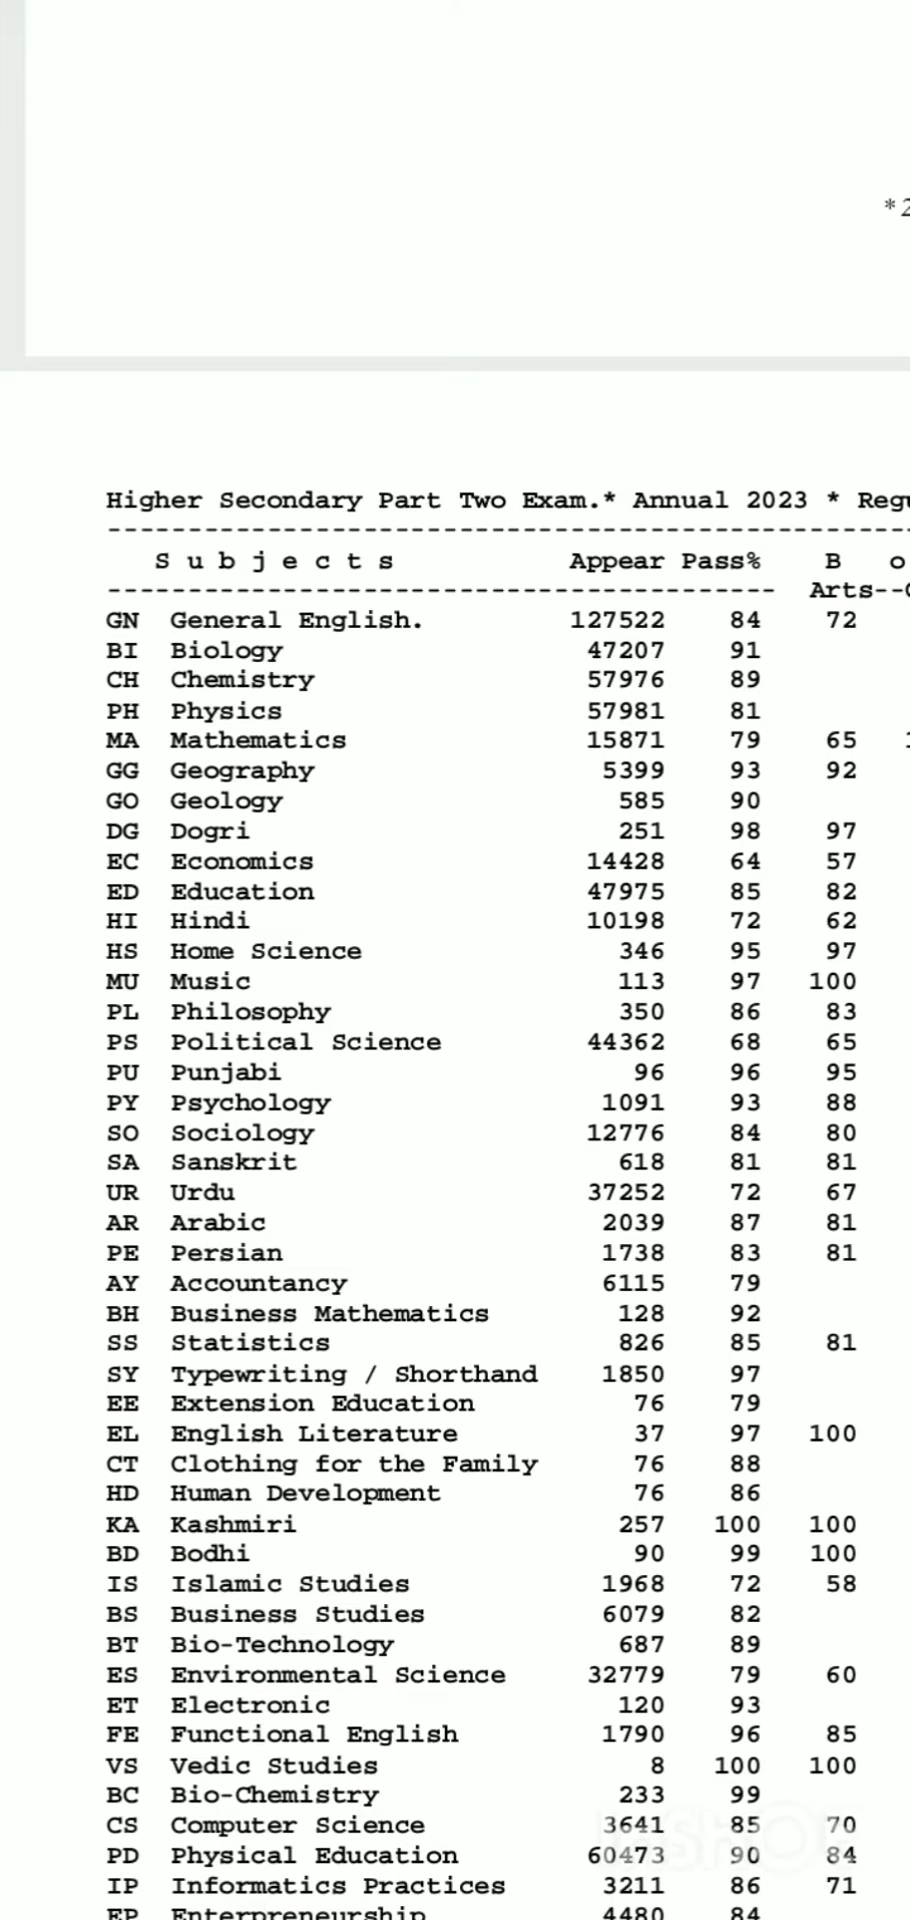 *2
Higher Secondary Part Two Exam.* Annual 2023 * Regu
S u b j e c t s Appear Pass% B o
Arts--
GN General English. 127522 84 72
BI Biology 47207 91
CH Chemistry 57976 89
PH Physics 57981 81
MA Mathematics 15871 79 65 1
GG Geography 5399 93 92
GO Geology 585 90
DG Dogri 251 98 97
EC Economics 14428 64 57
ED Education 47975 85 82
HI Hindi 10198 72 62
HS Home Science 346 95 97
MU Music 113 97 100
PL Philosophy 350 86 83
PS Political Science 44362 68 65
PU Punjabi 96 96 95
PY Psychology 1091 93 88
SO Sociology 12776 84 80
SA Sanskrit 618 81 81
UR Urdu 37252 72 67
AR Arabic 2039 87 81
PE Persian 1738 83 81
AY Accountancy 6115 79
BH Business Mathematics 128 92
SS Statistics 826 85 81
SY Typewriting / Shorthand 1850 97
EE Extension Education 76 79
EL English Literature 37 97 100
CT Clothing for the Family 76 88
HD Human Development 76 86
KA Kashmiri 257 100 100
BD Bodhi 90 99 100
IS Islamic Studies 1968 72 58
BS Business Studies 6079 82
BT Bio-Technology 687 89
ES Environmental Science 32779 79 60
ET Electronic 120 93
FE Functional English 1790 96 85
VS Vedic Studies 8 100 100
BC Bio-Chemistry 233 99
CS Computer Science 3641 85 70
PD Physical Education 60473 90 84
IP Informatics Practices 3211 86 71
EP Enterpreneurship 4480 84